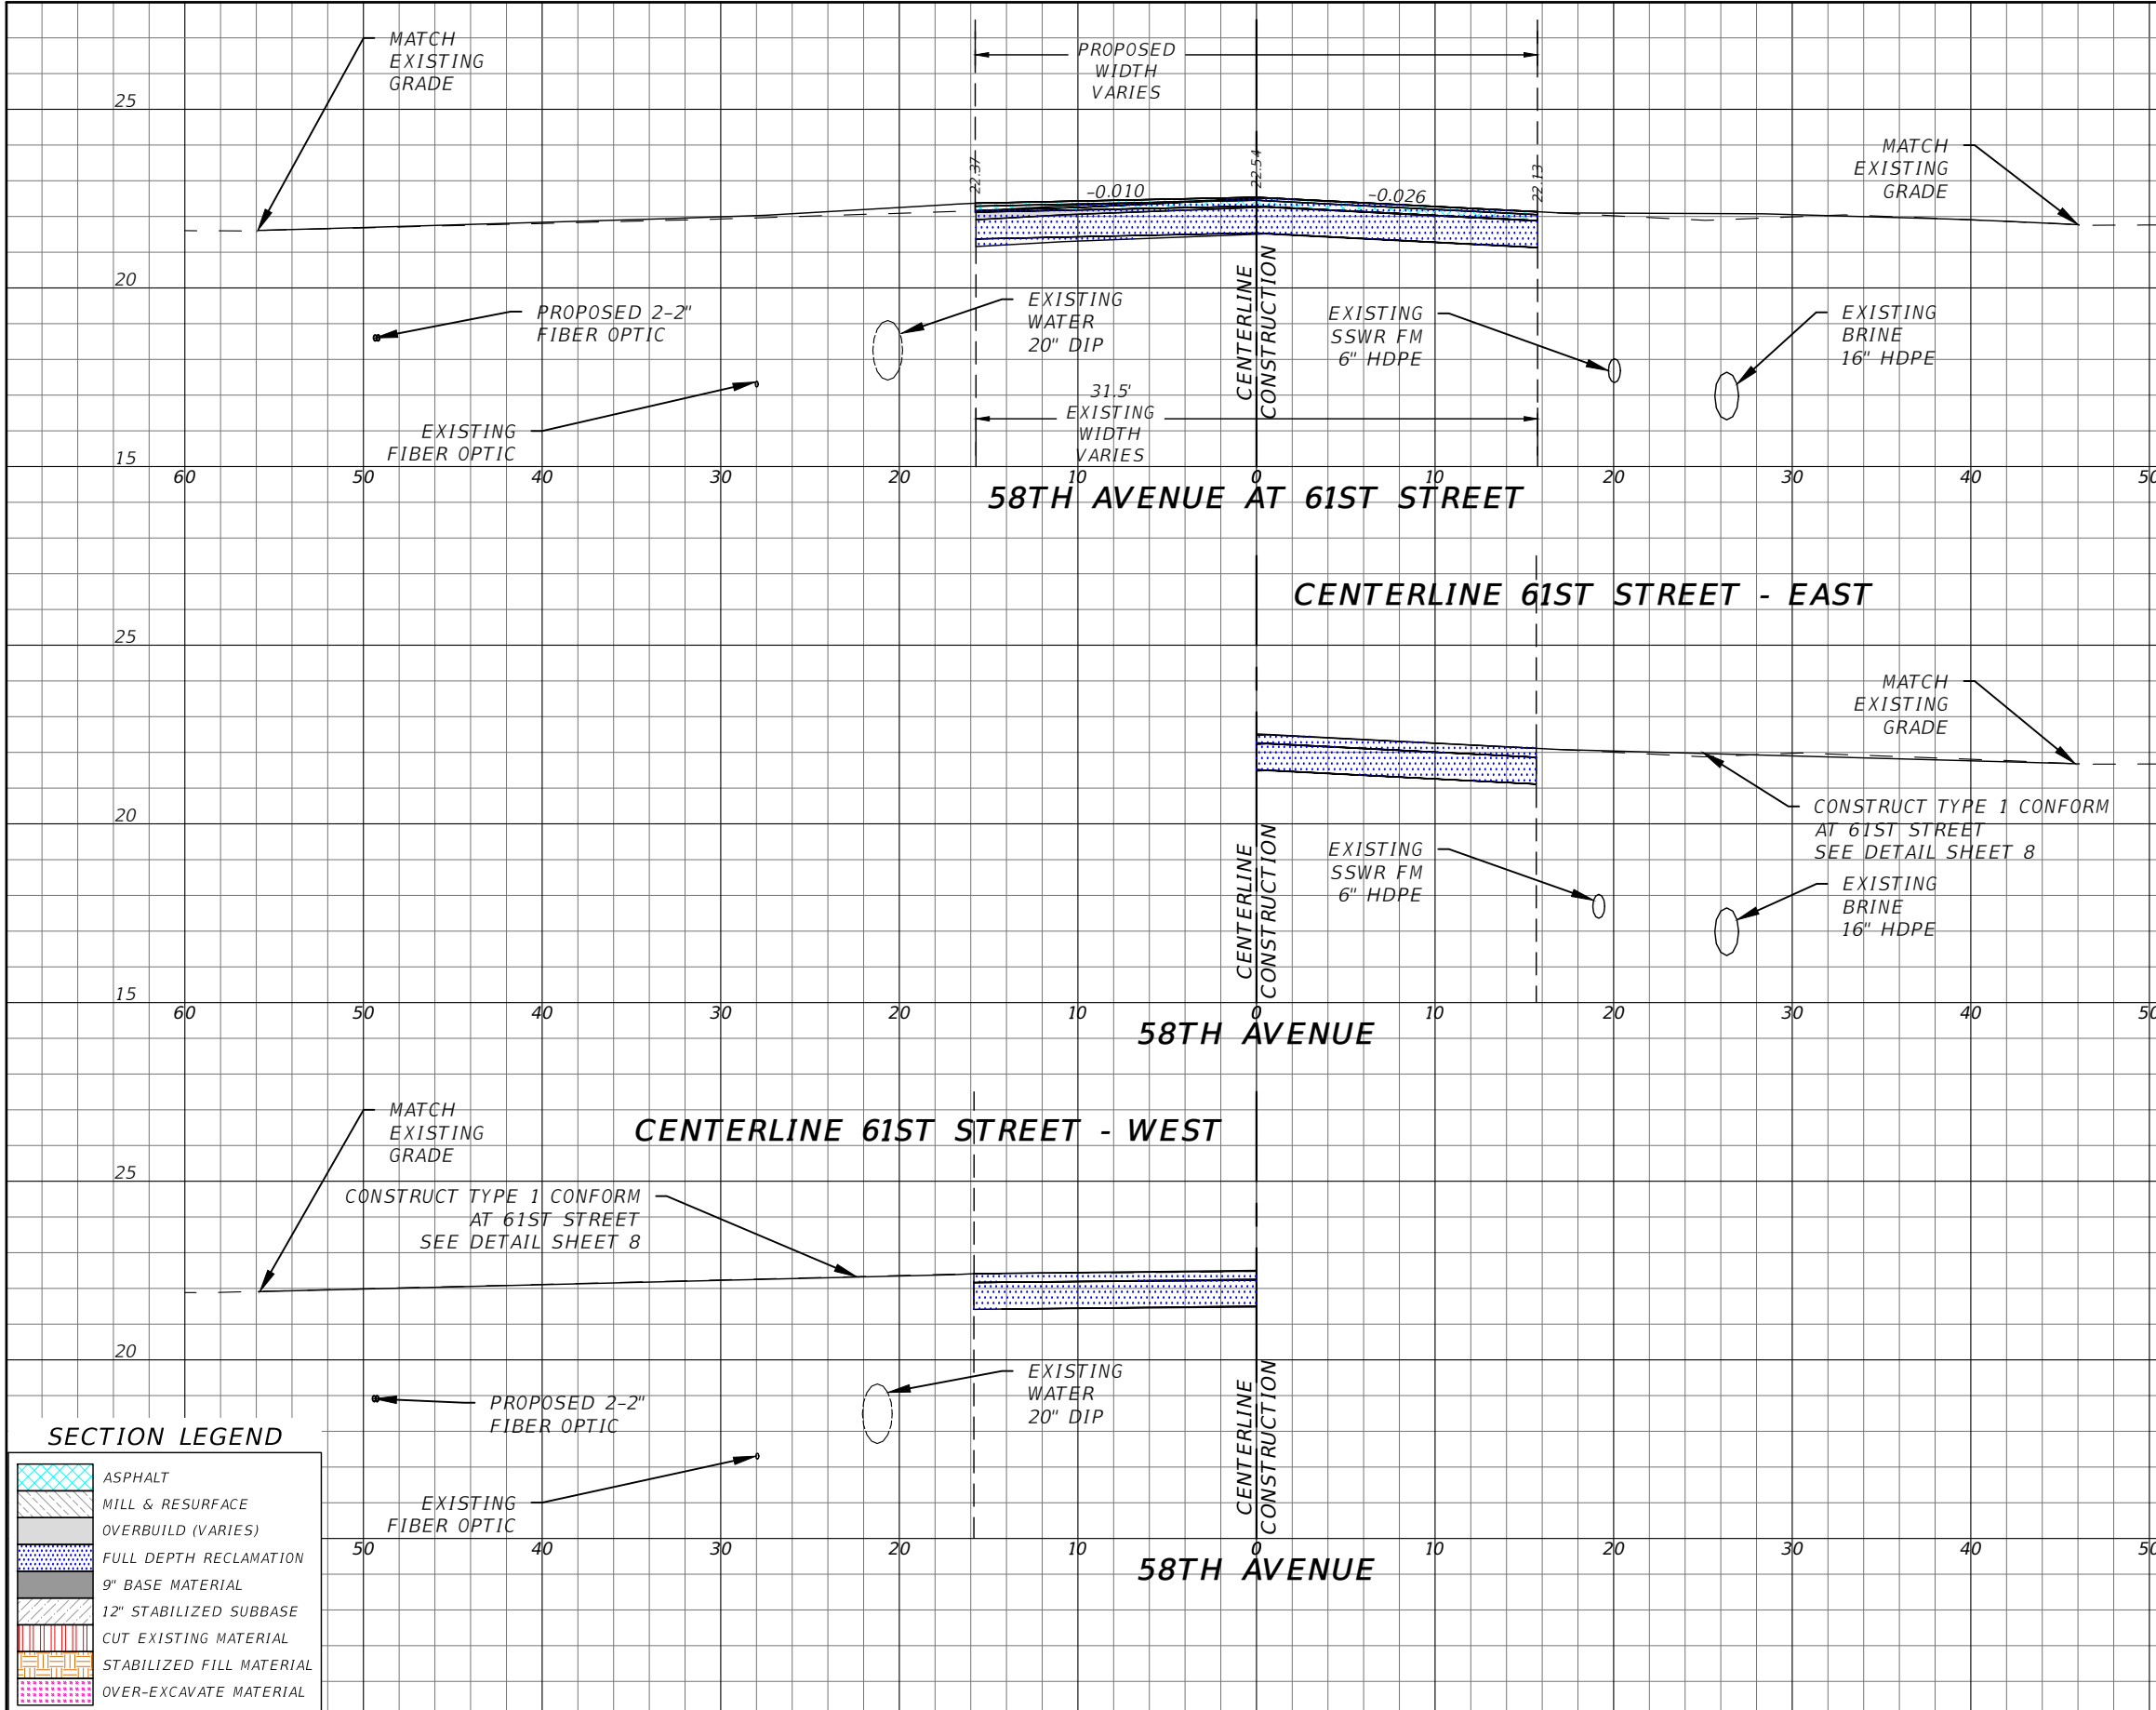 MATCH
EXISTING
GRADE
PROPOSED
WIDTH
VARIES
25
22.37
22.54
22.13
-0.010
-0.026
MATCH
EXISTING
GRADE
20
PROPOSED 2-2"
FIBER OPTIC
EXISTING
WATER
20" DIP
CENTERLINE
CONSTRUCTION
EXISTING
SSWR FM
6" HDPE
EXISTING
BRINE
16" HDPE
31.5'
EXISTING
WIDTH
VARIES
EXISTING
FIBER OPTIC
15
60 50 40 30 20 10 0 10 20 30 40 50
58TH AVENUE AT 61ST STREET
CENTERLINE 61ST STREET - EAST
25
MATCH
EXISTING
GRADE
20
CONSTRUCT TYPE 1 CONFORM
AT 61ST STREET
SEE DETAIL SHEET 8
CENTERLINE
CONSTRUCTION
EXISTING
SSWR FM
6" HDPE
EXISTING
BRINE
16" HDPE
15
60 50 40 30 20 10 0 10 20 30 40 50
58TH AVENUE
MATCH
EXISTING
GRADE
CENTERLINE 61ST STREET - WEST
25
CONSTRUCT TYPE 1 CONFORM
AT 61ST STREET
SEE DETAIL SHEET 8
20
PROPOSED 2-2"
FIBER OPTIC
EXISTING
WATER
20" DIP
CENTERLINE
CONSTRUCTION
EXISTING
FIBER OPTIC
50 40 30 20 10 0 10 20 30 40 50
58TH AVENUE
SECTION LEGEND
ASPHALT
MILL & RESURFACE
OVERBUILD (VARIES)
FULL DEPTH RECLAMATION
9" BASE MATERIAL
12" STABILIZED SUBBASE
CUT EXISTING MATERIAL
STABILIZED FILL MATERIAL
OVER-EXCAVATE MATERIAL